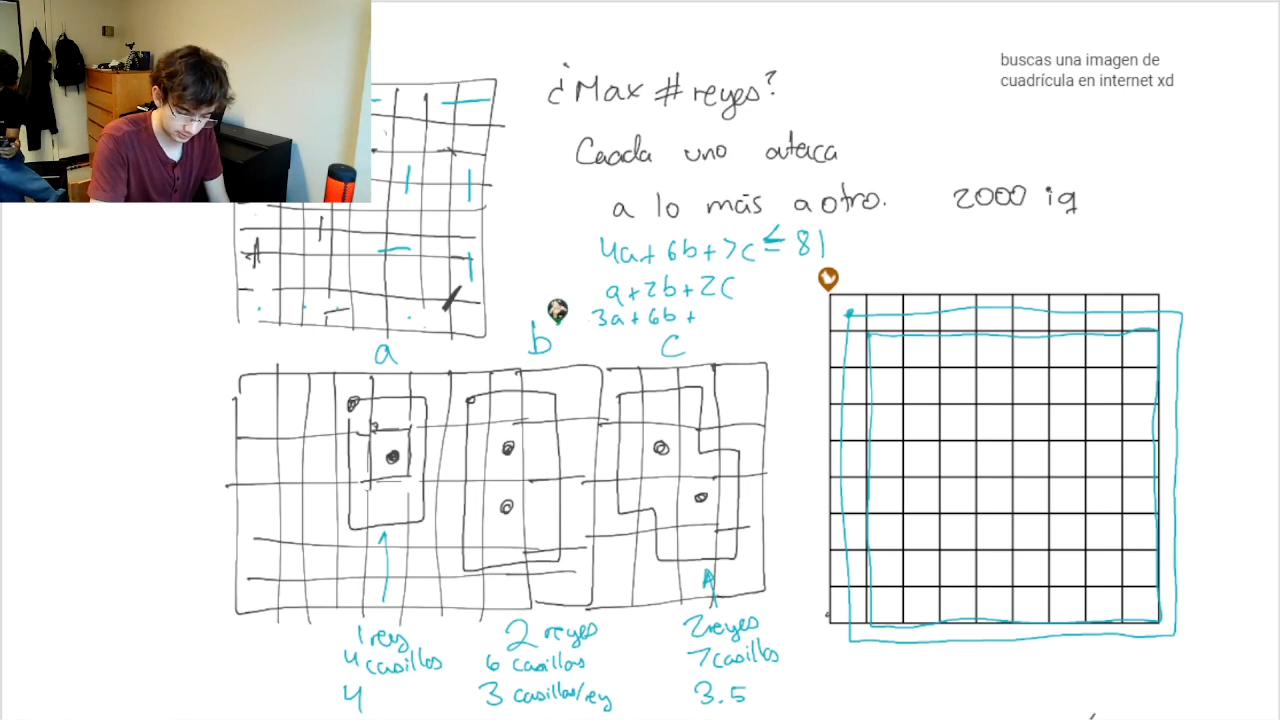 buscas una imagen de
cuadrícula en internet xd
¿Max # reyes?
Caada uno ataca
a lo más a otro.
2000 iq
4a + 6b + 7c ≤ 81
a + 2b + 2c
3a + 6b +
a
b
c
1 rey
4 casillas
4
2 reyes
6 casillas
3 casillas/rey
2 reyes
7 casillas
3.5